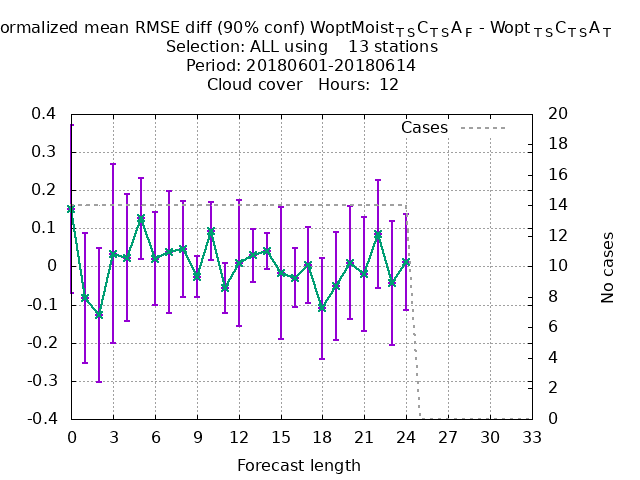 ormalized mean RMSE diff (90% conf) WoptMoist_TSC_TSA_F - Wopt_TSC_TSA_T
Selection: ALL using 13 stations
Period: 20180601-20180614
Cloud cover Hours: 12
Cases
0.4
0.3
0.2
0.1
0
-0.1
-0.2
-0.3
-0.4
20
18
16
14
12
10
8
6
4
2
0
No cases
0 3 6 9 12 15 18 21 24 27 30 33
Forecast length